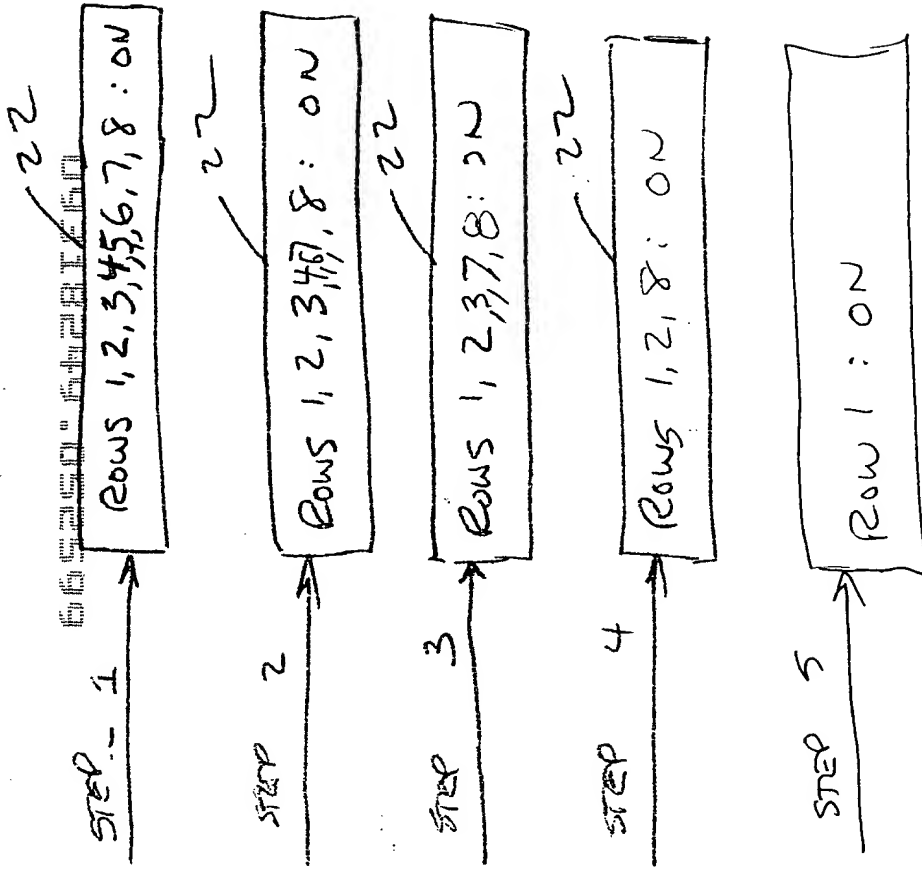 22
STEP 1
Rows 1, 2, 3, 4, 5, 6, 7, 8 : ON
22
STEP 2
Rows 1, 2, 3, 4, 6, 7, 8 : ON
22
STEP 3
Rows 1, 2, 3, 7, 8 : ON
22
STEP 4
Rows 1, 2, 8 : ON
STEP 5
Row 1 : ON